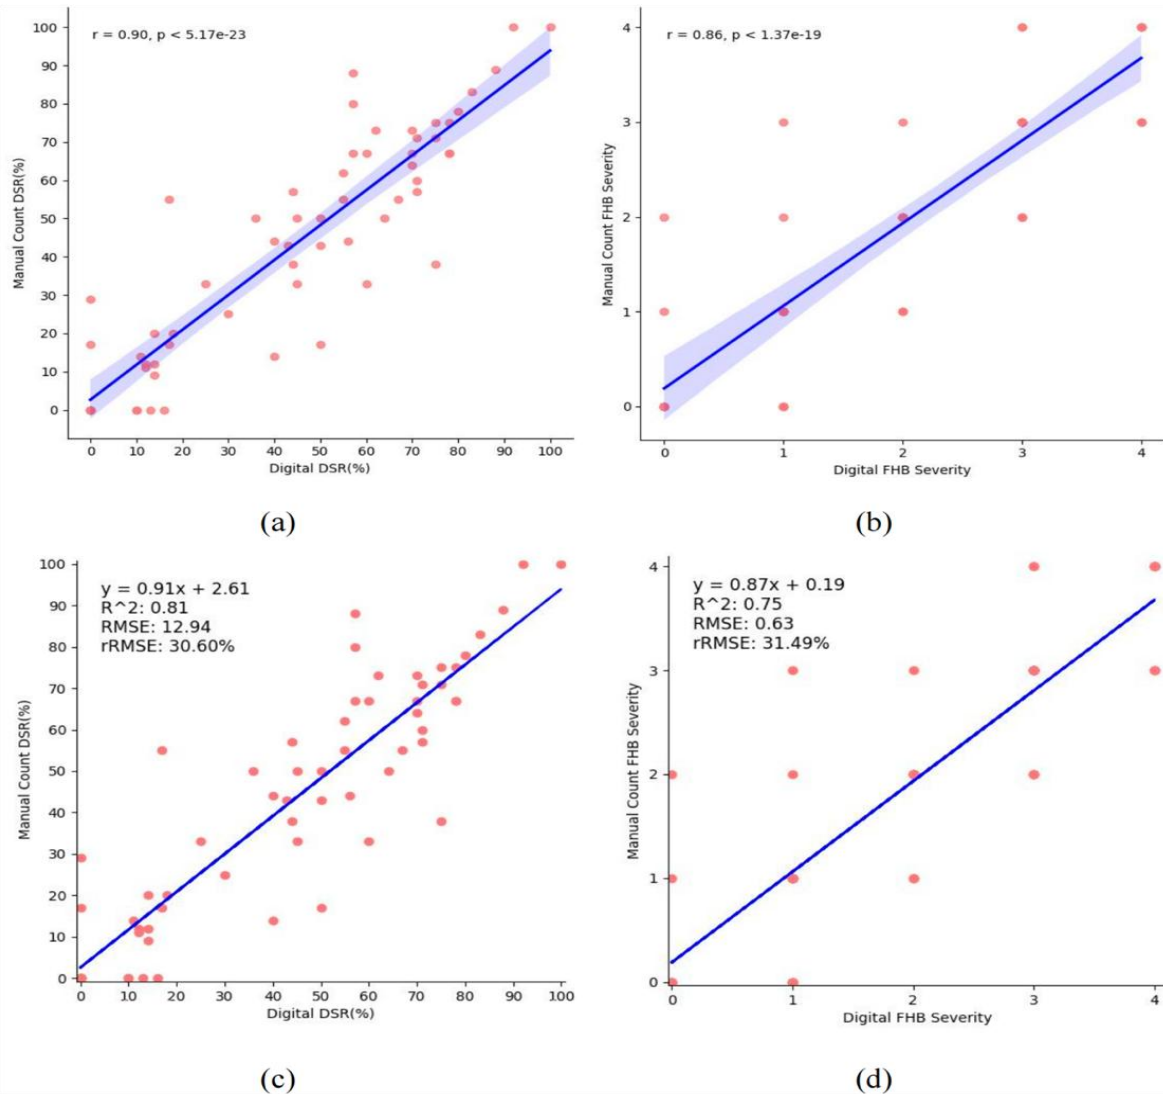 r = 0.90, p < 5.17e-23
100
90
80
70
60
50
40
30
20
10
0
Manual Count DSR(%)
0 10 20 30 40 50 60 70 80 90 100
Digital DSR(%)
(a)
r = 0.86, p < 1.37e-19
4
3
2
1
0
Manual Count FHB Severity
0 1 2 3 4
Digital FHB Severity
(b)
y = 0.91x + 2.61
R^2: 0.81
RMSE: 12.94
rRMSE: 30.60%
100
90
80
70
60
50
40
30
20
10
0
Manual Count DSR(%)
0 10 20 30 40 50 60 70 80 90 100
Digital DSR(%)
(c)
y = 0.87x + 0.19
R^2: 0.75
RMSE: 0.63
rRMSE: 31.49%
4
3
2
1
0
Manual Count FHB Severity
0 1 2 3 4
Digital FHB Severity
(d)